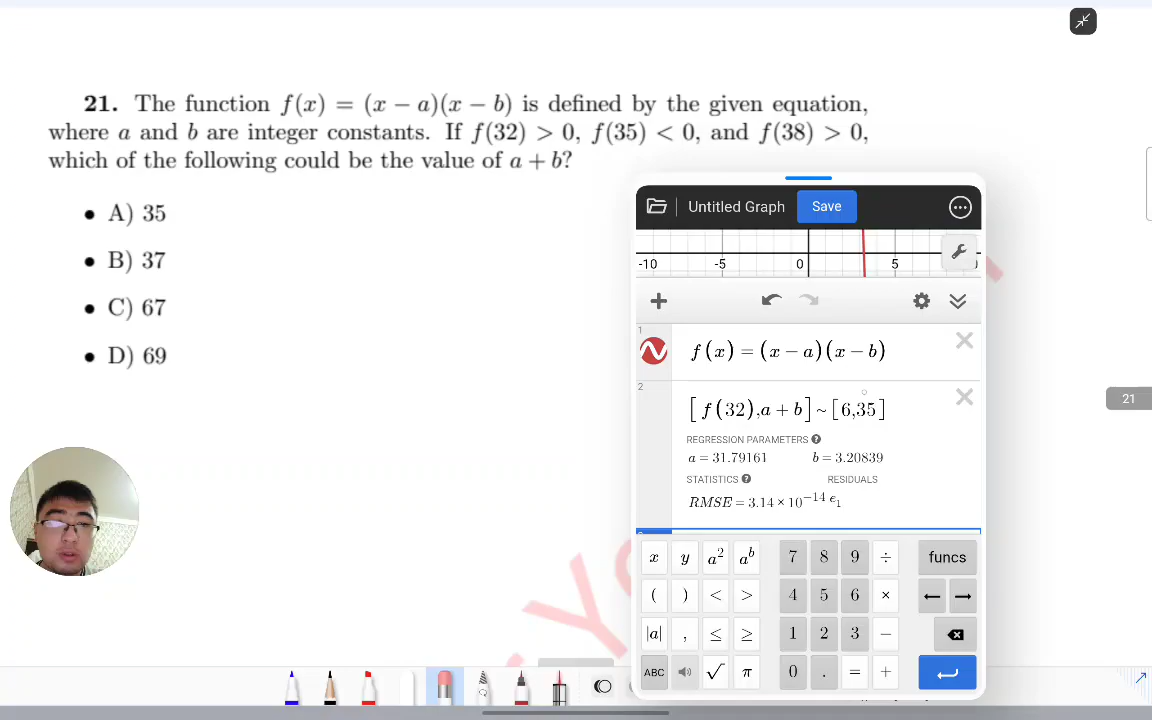 21. The function f(x) = (x − a)(x − b) is defined by the given equation,
where a and b are integer constants. If f(32) > 0, f(35) < 0, and f(38) > 0,
which of the following could be the value of a + b?
• A) 35
• B) 37
• C) 67
• D) 69
Untitled Graph
Save
-10 -5 0 5
1
f(x) = (x − a)(x − b)
2
[f(32),a + b] ~ [6,35]
REGRESSION PARAMETERS
a = 31.79161 b = 3.20839
STATISTICS RESIDUALS
RMSE = 3.14 × 10⁻¹⁴ e₁
x y a² aᵇ 7 8 9 ÷ funcs
( ) < > 4 5 6 × ← →
|a| , ≤ ≥ 1 2 3 −
ABC √ π 0 . = +
21